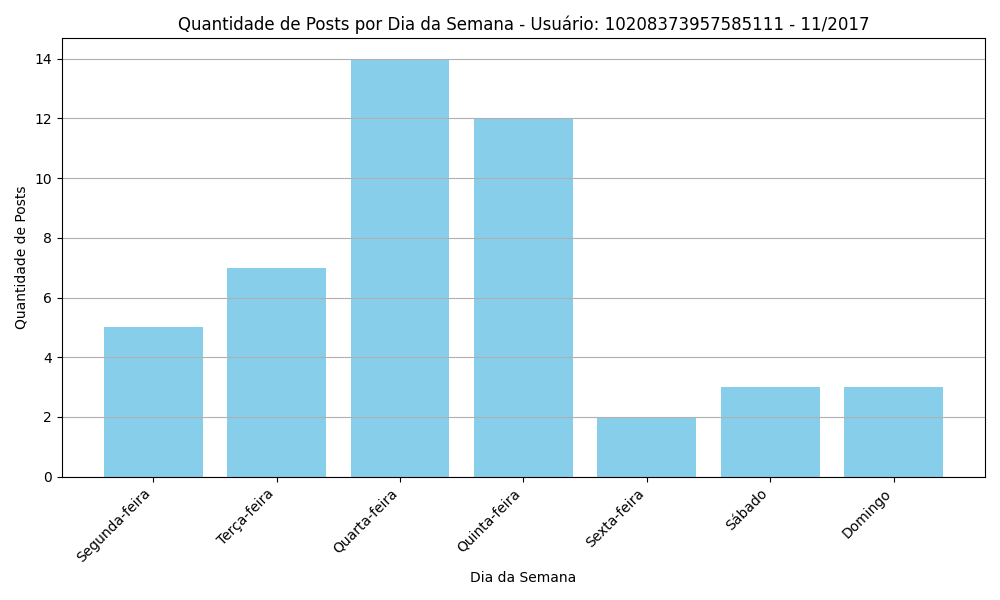 Quantidade de Posts por Dia da Semana - Usuário: 10208373957585111 - 11/2017
Quantidade de Posts
14
12
10
8
6
4
2
0
Segunda-feira
Terça-feira
Quarta-feira
Quinta-feira
Sexta-feira
Sábado
Domingo
Dia da Semana